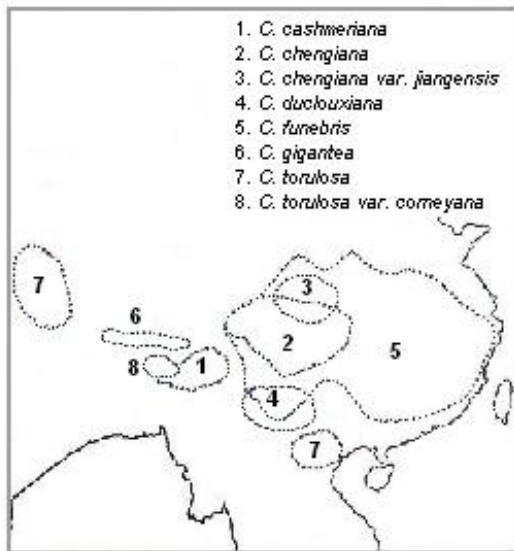 1. C. cashmeriana
2. C. chengiana
3. C. chengiana var. jiangensis
4. C. duclouxiana
5. C. funebris
6. C. gigantea
7. C. torulosa
8. C. torulosa var. corneyana
7
3
6
2
5
8
1
4
7